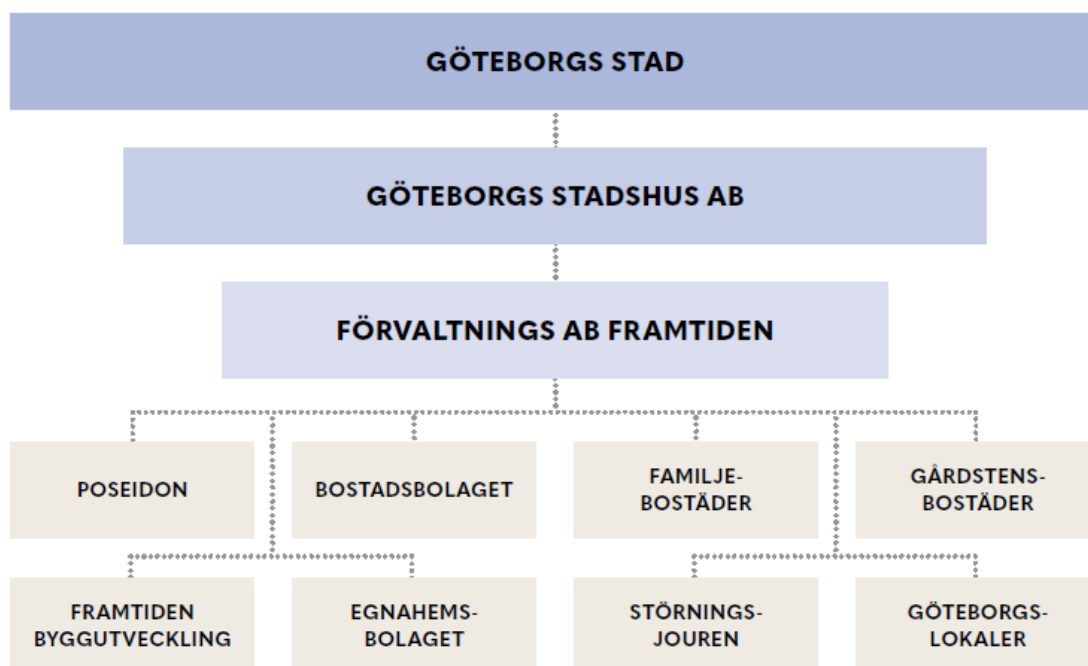 GÖTEBORGS STAD
GÖTEBORGS STADSHUS AB
FÖRVALTNINGS AB FRAMTIDEN
POSEIDON
BOSTADSBOLAGET
FAMILJE-
BOSTÄDER
GÅRDSTENS-
BOSTÄDER
FRAMTIDEN
BYGGUTVECKLING
EGNAHEMS-
BOLAGET
STÖRNINGS-
JOUREN
GÖTEBORGS-
LOKALER